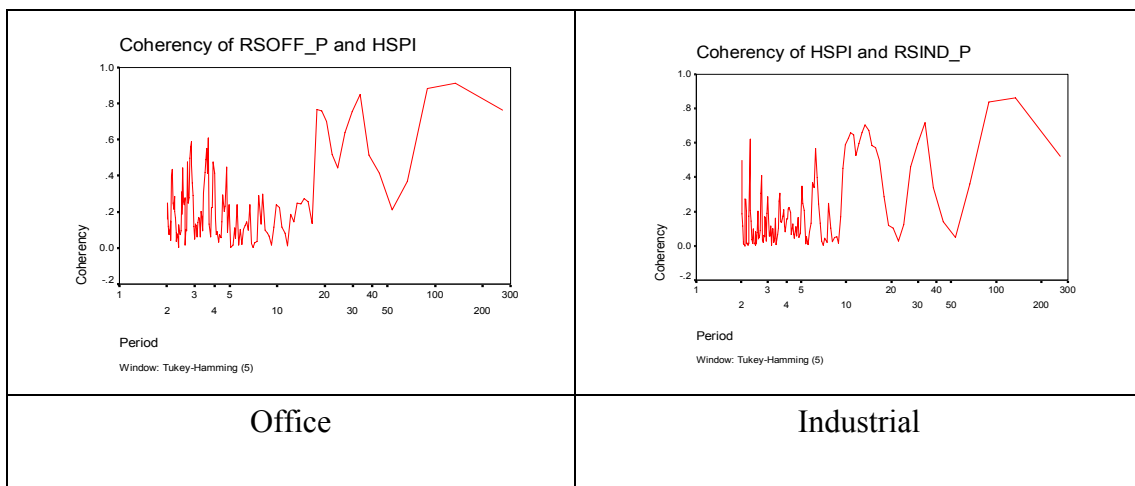 Coherency of RSOFF_P and HSPI
1.0
.8
.6
.4
.2
0.0
-.2
Coherency
1 3 5 20 40 100 300
2 4 10 30 50 200
Period
Window: Tukey-Hamming (5)
Office
Coherency of HSPI and RSIND_P
1.0
.8
.6
.4
.2
0.0
-.2
Coherency
1 3 5 20 40 100 300
2 4 10 30 50 200
Period
Window: Tukey-Hamming (5)
Industrial